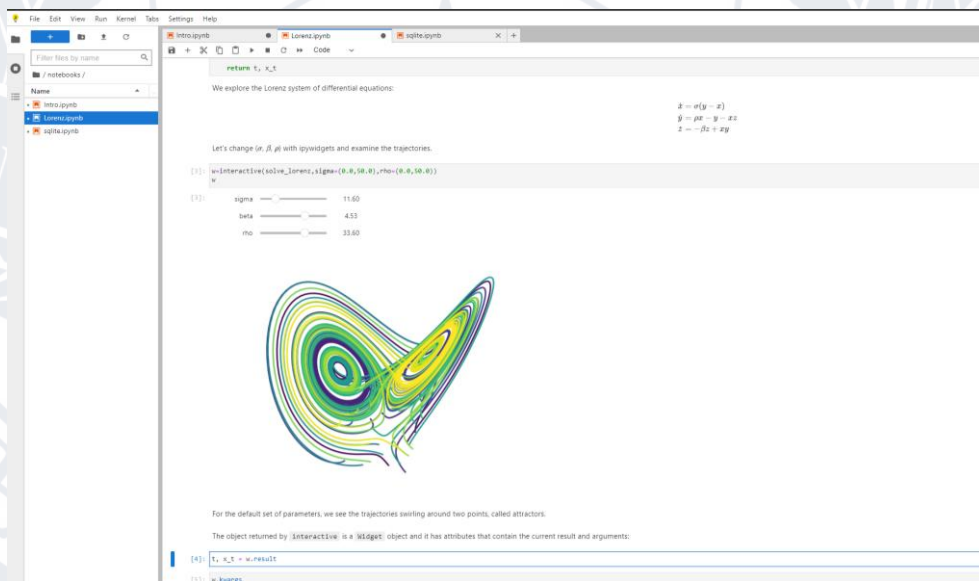 File Edit View Run Kernel Tabs Settings Help
Intro.ipynb
Lorenz.ipynb
sqlite.ipynb
Code
Filter files by name
/ notebooks /
Name
Intro.ipynb
Lorenz.ipynb
sqlite.ipynb
return t, x_t
We explore the Lorenz system of differential equations:
ẋ = σ(y − x)
ẏ = ρx − y − xz
ż = −βz + xy
Let's change (σ, β, ρ) with ipywidgets and examine the trajectories.
w=interactive(solve_lorenz,sigma=(0.0,50.0),rho=(0.0,50.0))
w
sigma 11.60
beta 4.53
rho 33.60
For the default set of parameters, we see the trajectories swirling around two points, called attractors.
The object returned by interactive is a Widget object and it has attributes that contain the current result and arguments:
[4]: t, x_t = w.result
w.kwargs